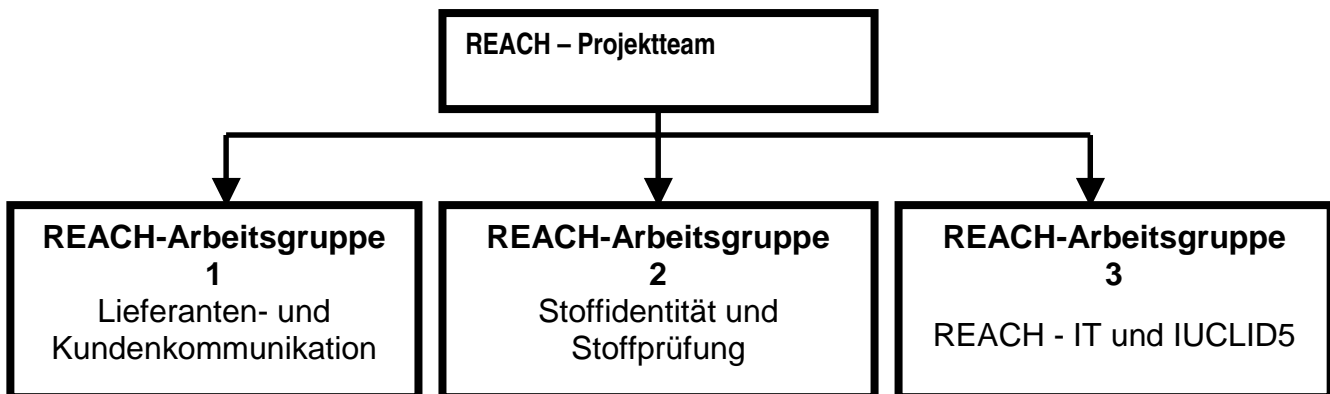 REACH – Projektteam
REACH-Arbeitsgruppe
1
Lieferanten- und
Kundenkommunikation
REACH-Arbeitsgruppe
2
Stoffidentität und
Stoffprüfung
REACH-Arbeitsgruppe
3
REACH - IT und IUCLID5